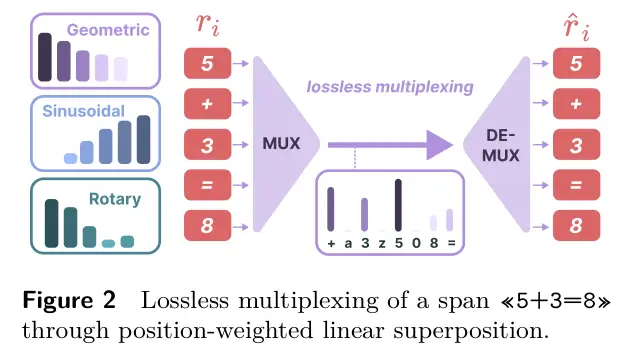 Geometric
Sinusoidal
Rotary
r_i
5
+
3
=
8
MUX
lossless multiplexing
+ a 3 z 5 0 8 =
DE-
MUX
r̂_i
5
+
3
=
8
Figure 2 Lossless multiplexing of a span «5+3=8»
through position-weighted linear superposition.